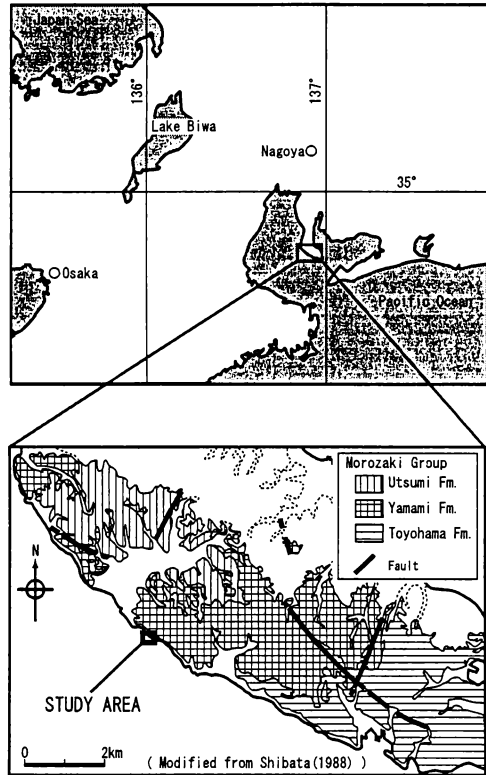 Japan Sea
136°
137°
Lake Biwa
Nagoya
35°
Osaka
Pacific Ocean
Morozaki Group
Utsumi Fm.
Yamami Fm.
Toyohama Fm.
Fault
N
STUDY AREA
0 2km
( Modified from Shibata(1988) )